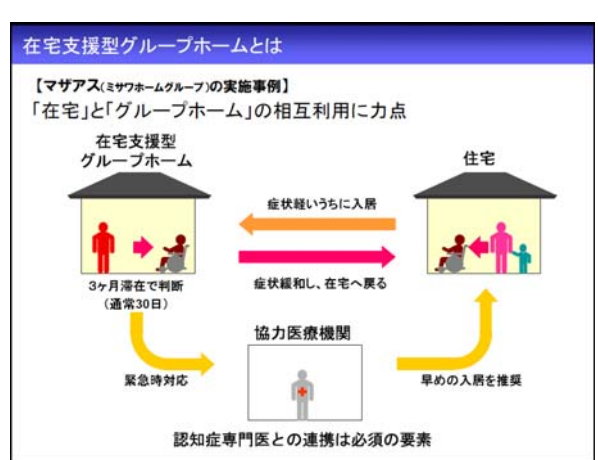 在宅支援型グループホームとは
【マザアス(ミサワホームグループ)の実施事例】
「在宅」と「グループホーム」の相互利用に力点
在宅支援型
グループホーム
住宅
症状軽いうちに入居
症状緩和し、在宅へ戻る
3ヶ月滞在で判断
(通常30日)
協力医療機関
緊急時対応
早めの入居を推奨
認知症専門医との連携は必須の要素